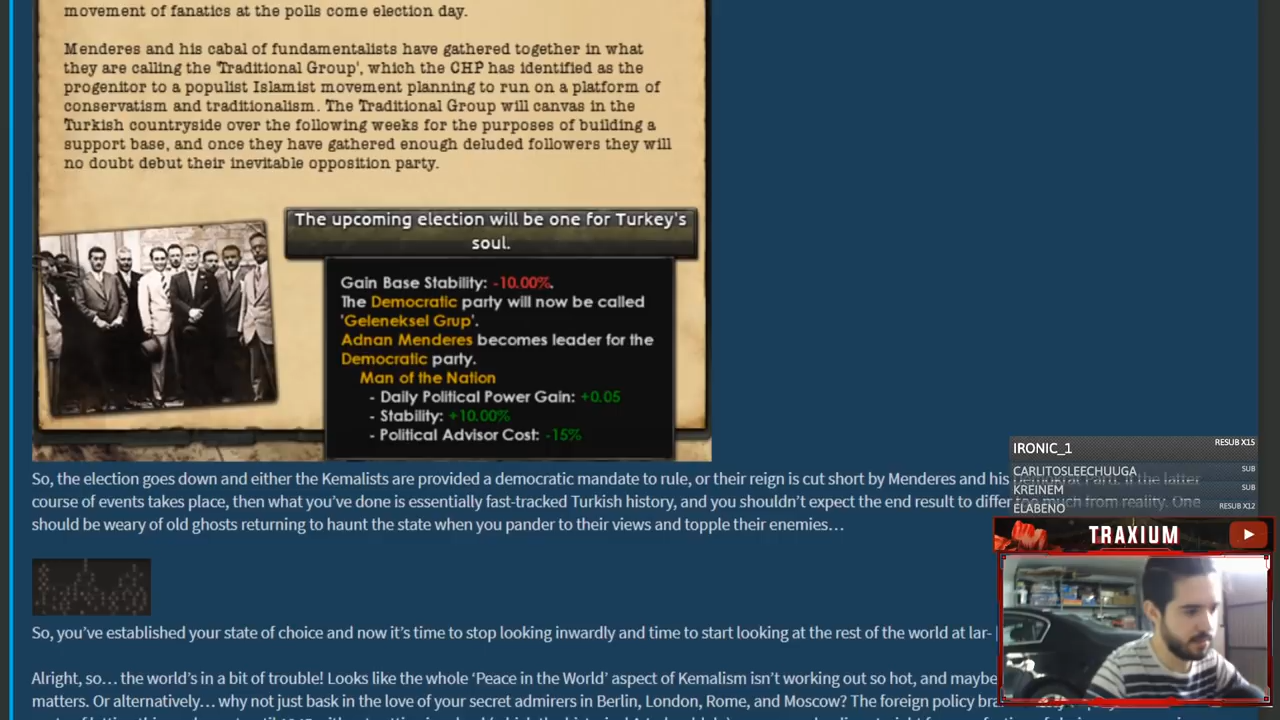 movement of fanatics at the polls come election day.
Menderes and his cabal of fundamentalists have gathered together in what
they are calling the 'Traditional Group', which the CHP has identified as the
progenitor to a populist Islamist movement planning to run on a platform of
conservatism and traditionalism. The Traditional Group will canvas in the
Turkish countryside over the following weeks for the purposes of building a
support base, and once they have gathered enough deluded followers they will
no doubt debut their inevitable opposition party.
The upcoming election will be one for Turkey's
soul.
Gain Base Stability: -10.00%.
The Democratic party will now be called
'Geleneksel Grup'.
Adnan Menderes becomes leader for the
Democratic party.
Man of the Nation
- Daily Political Power Gain: +0.05
- Stability: +10.00%
- Political Advisor Cost: -15%
So, the election goes down and either the Kemalists are provided a democratic mandate to rule, or their reign is cut short by Menderes and his Demokrat Parti. If the latter
course of events takes place, then what you've done is essentially fast-tracked Turkish history, and you shouldn't expect the end result to differ too much from reality. One
should be weary of old ghosts returning to haunt the state when you pander to their views and topple their enemies…
So, you've established your state of choice and now it's time to stop looking inwardly and time to start looking at the rest of the world at lar-
Alright, so… the world's in a bit of trouble! Looks like the whole 'Peace in the World' aspect of Kemalism isn't working out so hot, and maybe
matters. Or alternatively… why not just bask in the love of your secret admirers in Berlin, London, Rome, and Moscow? The foreign policy
IRONIC_1 RESUB X15
CARLITOSLEECHUUGA SUB
KREINEM SUB
ELABENO RESUB X12
TRAXIUM